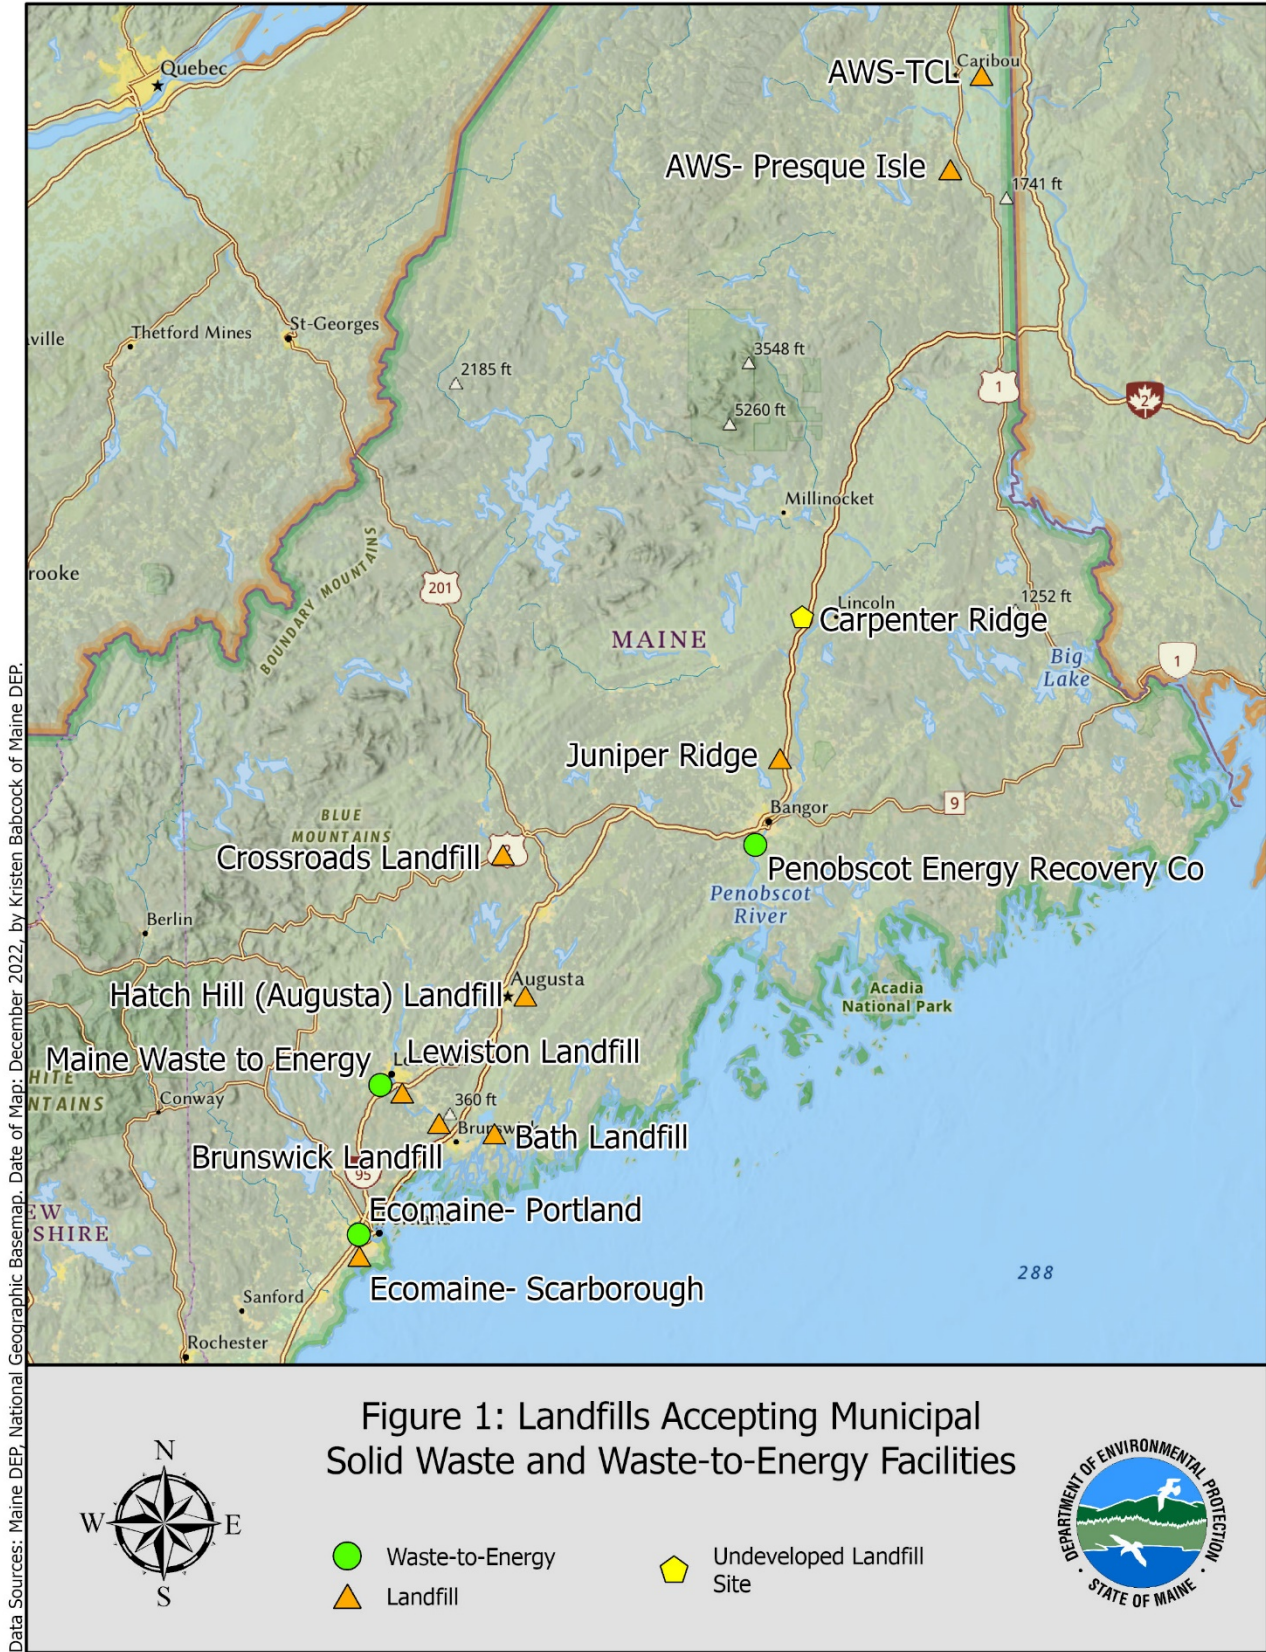 Quebec
Caribou
AWS-TCL
AWS- Presque Isle
1741 ft
Thetford Mines
St-Georges
ville
3548 ft
2185 ft
1
2
5260 ft
Millinocket
BOUNDARY MOUNTAINS
rooke
201
Lincoln
1252 ft
Carpenter Ridge
MAINE
Big
Lake
1
Juniper Ridge
Bangor
9
BLUE
MOUNTAINS
Crossroads Landfill
Penobscot Energy Recovery Co
Penobscot
River
Berlin
Augusta
Hatch Hill (Augusta) Landfill
Acadia
National Park
Maine Waste to Energy
Lewiston Landfill
HITE
NTAINS
Conway
360 ft
Bath Landfill
Brunswick Landfill
95
Ecomaine- Portland
EW
SHIRE
288
Ecomaine- Scarborough
Sanford
Rochester
Data Sources: Maine DEP, National Geographic Basemap. Date of Map: December 2022, by Kristen Babcock of Maine DEP.
Figure 1: Landfills Accepting Municipal
Solid Waste and Waste-to-Energy Facilities
N
W
E
S
Waste-to-Energy
Landfill
Undeveloped Landfill
Site
DEPARTMENT OF ENVIRONMENTAL PROTECTION
STATE OF MAINE